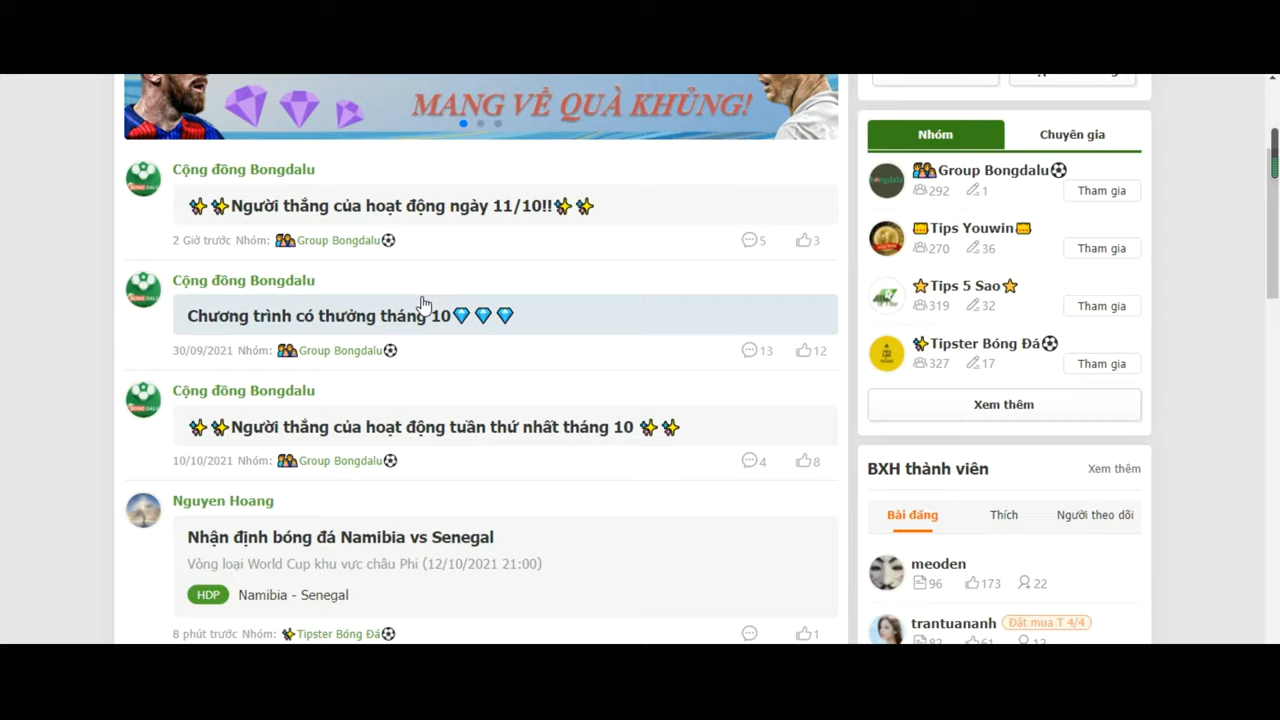 MANG VỀ QUÀ KHỦNG!
Cộng đồng Bongdalu
✨✨Người thắng của hoạt động ngày 11/10!!✨✨
2 Giờ trước Nhóm: Group Bongdalu⚽ 5 3
Cộng đồng Bongdalu
Chương trình có thưởng tháng 10💎💎💎
30/09/2021 Nhóm: Group Bongdalu⚽ 13 12
Cộng đồng Bongdalu
✨✨Người thắng của hoạt động tuần thứ nhất tháng 10 ✨✨
10/10/2021 Nhóm: Group Bongdalu⚽ 4 8
Nguyen Hoang
Nhận định bóng đá Namibia vs Senegal
Vòng loại World Cup khu vực châu Phi (12/10/2021 21:00)
HDP Namibia - Senegal
8 phút trước Nhóm: ✨Tipster Bóng Đá⚽ 1
Nhóm Chuyên gia
Group Bongdalu⚽
292 1 Tham gia
Tips Youwin
270 36 Tham gia
⭐Tips 5 Sao⭐
319 32 Tham gia
✨Tipster Bóng Đá⚽
327 17 Tham gia
Xem thêm
BXH thành viên Xem thêm
Bài đăng Thích Người theo dõi
meoden
96 173 22
trantuananh Đặt mua T 4/4